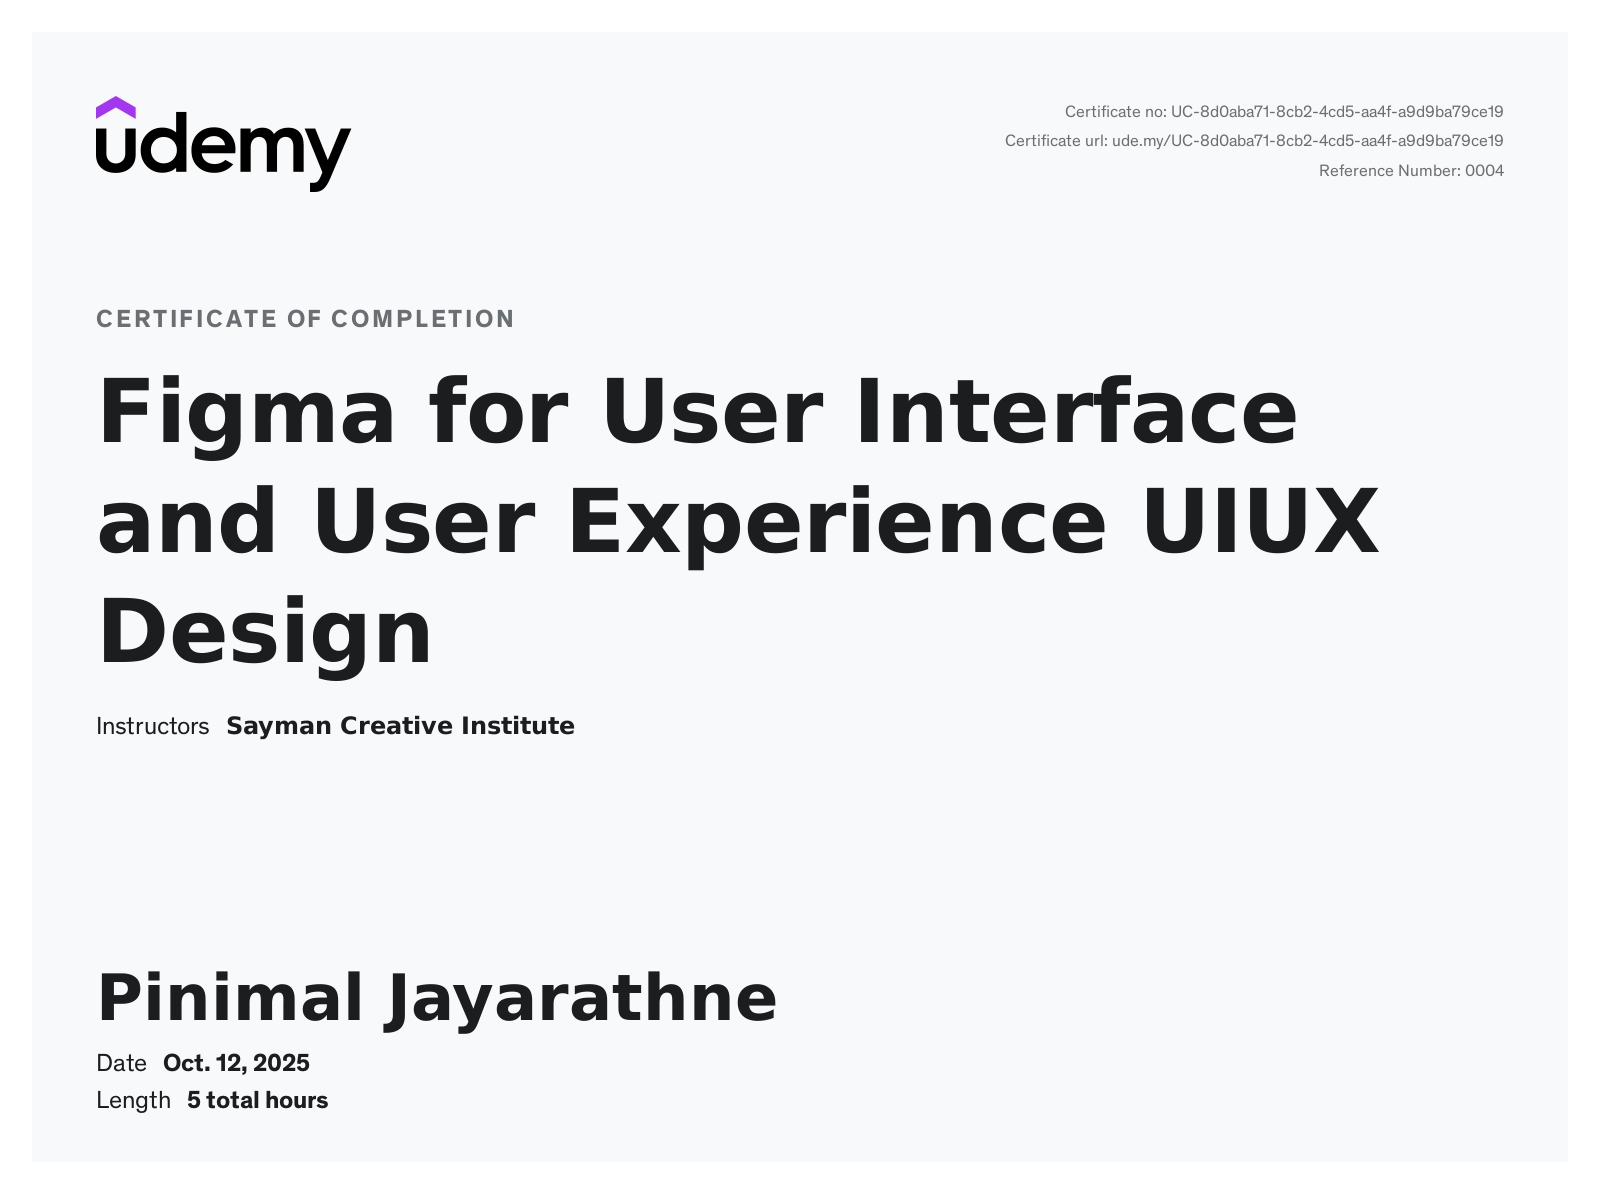 udemy
Certificate no: UC-8d0aba71-8cb2-4cd5-aa4f-a9d9ba79ce19
Certificate url: ude.my/UC-8d0aba71-8cb2-4cd5-aa4f-a9d9ba79ce19
Reference Number: 0004
CERTIFICATE OF COMPLETION
Figma for User Interface
and User Experience UIUX
Design
Instructors Sayman Creative Institute
Pinimal Jayarathne
Date Oct. 12, 2025
Length 5 total hours